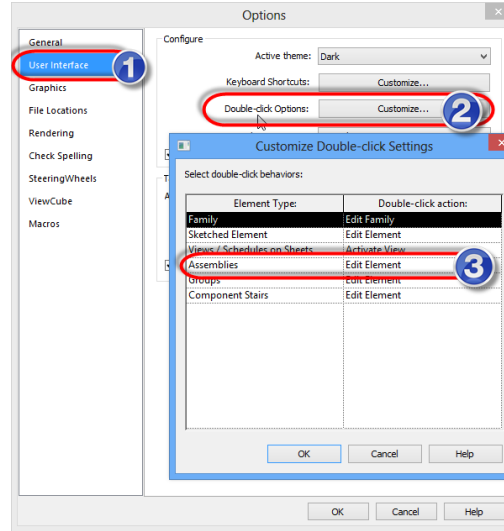 Options
General
User Interface
Graphics
File Locations
Rendering
Check Spelling
SteeringWheels
ViewCube
Macros
1
Configure
Active theme: Dark
Keyboard Shortcuts: Customize...
Double-click Options: Customize...
2
Customize Double-click Settings
Select double-click behaviors:
Element Type: Double-click action:
Family Edit Family
Sketched Element Edit Element
Views / Schedules on Sheets Activate View
Assemblies Edit Element
3
Groups Edit Element
Component Stairs Edit Element
OK Cancel Help
OK Cancel Help